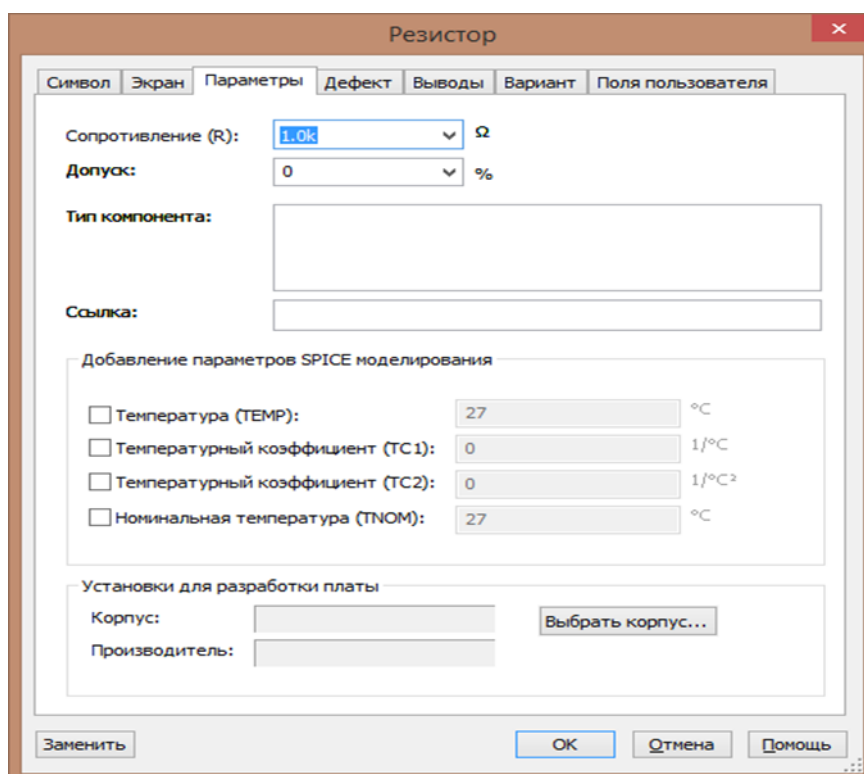 Резистор
Символ Экран Параметры Дефект Выводы Вариант Поля пользователя
Сопротивление (R): 1.0k Ω
Допуск: 0 %
Тип компонента:
Ссылка:
Добавление параметров SPICE моделирования
Температура (TEMP): 27 °C
Температурный коэффициент (TC1): 0 1/°C
Температурный коэффициент (TC2): 0 1/°C²
Номинальная температура (TNOM): 27 °C
Установки для разработки платы
Корпус: Выбрать корпус...
Производитель:
Заменить ОК Отмена Помощь